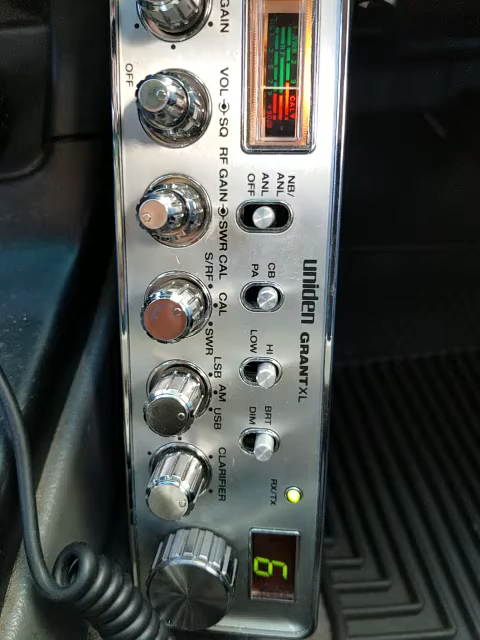 GAIN
OFF
VOL SQ
RF GAIN SWR CAL
S/RF CAL SWR
LSB AM USB
CLARIFIER
NB/
ANL
ANL
OFF
CB
PA
HI
LOW
BRT
DIM
RX/TX
uniden GRANT XL